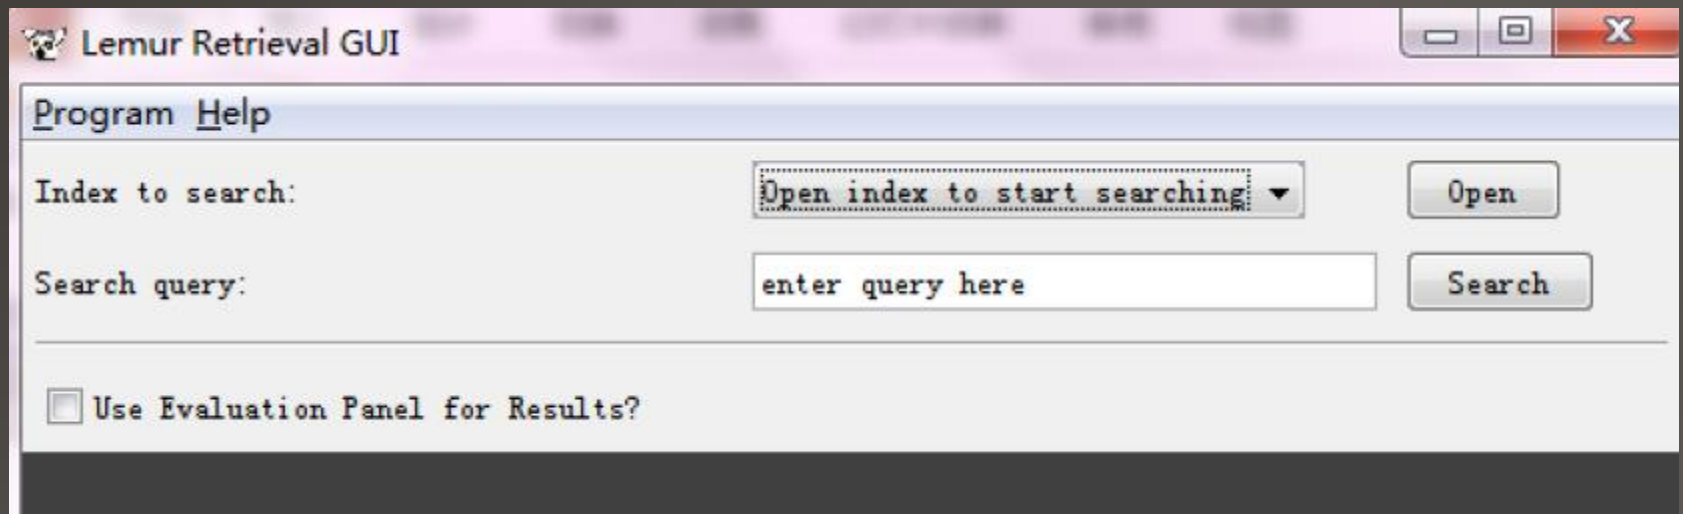 Lemur Retrieval GUI
Program Help
Index to search: Open index to start searching Open
Search query: enter query here Search
Use Evaluation Panel for Results?